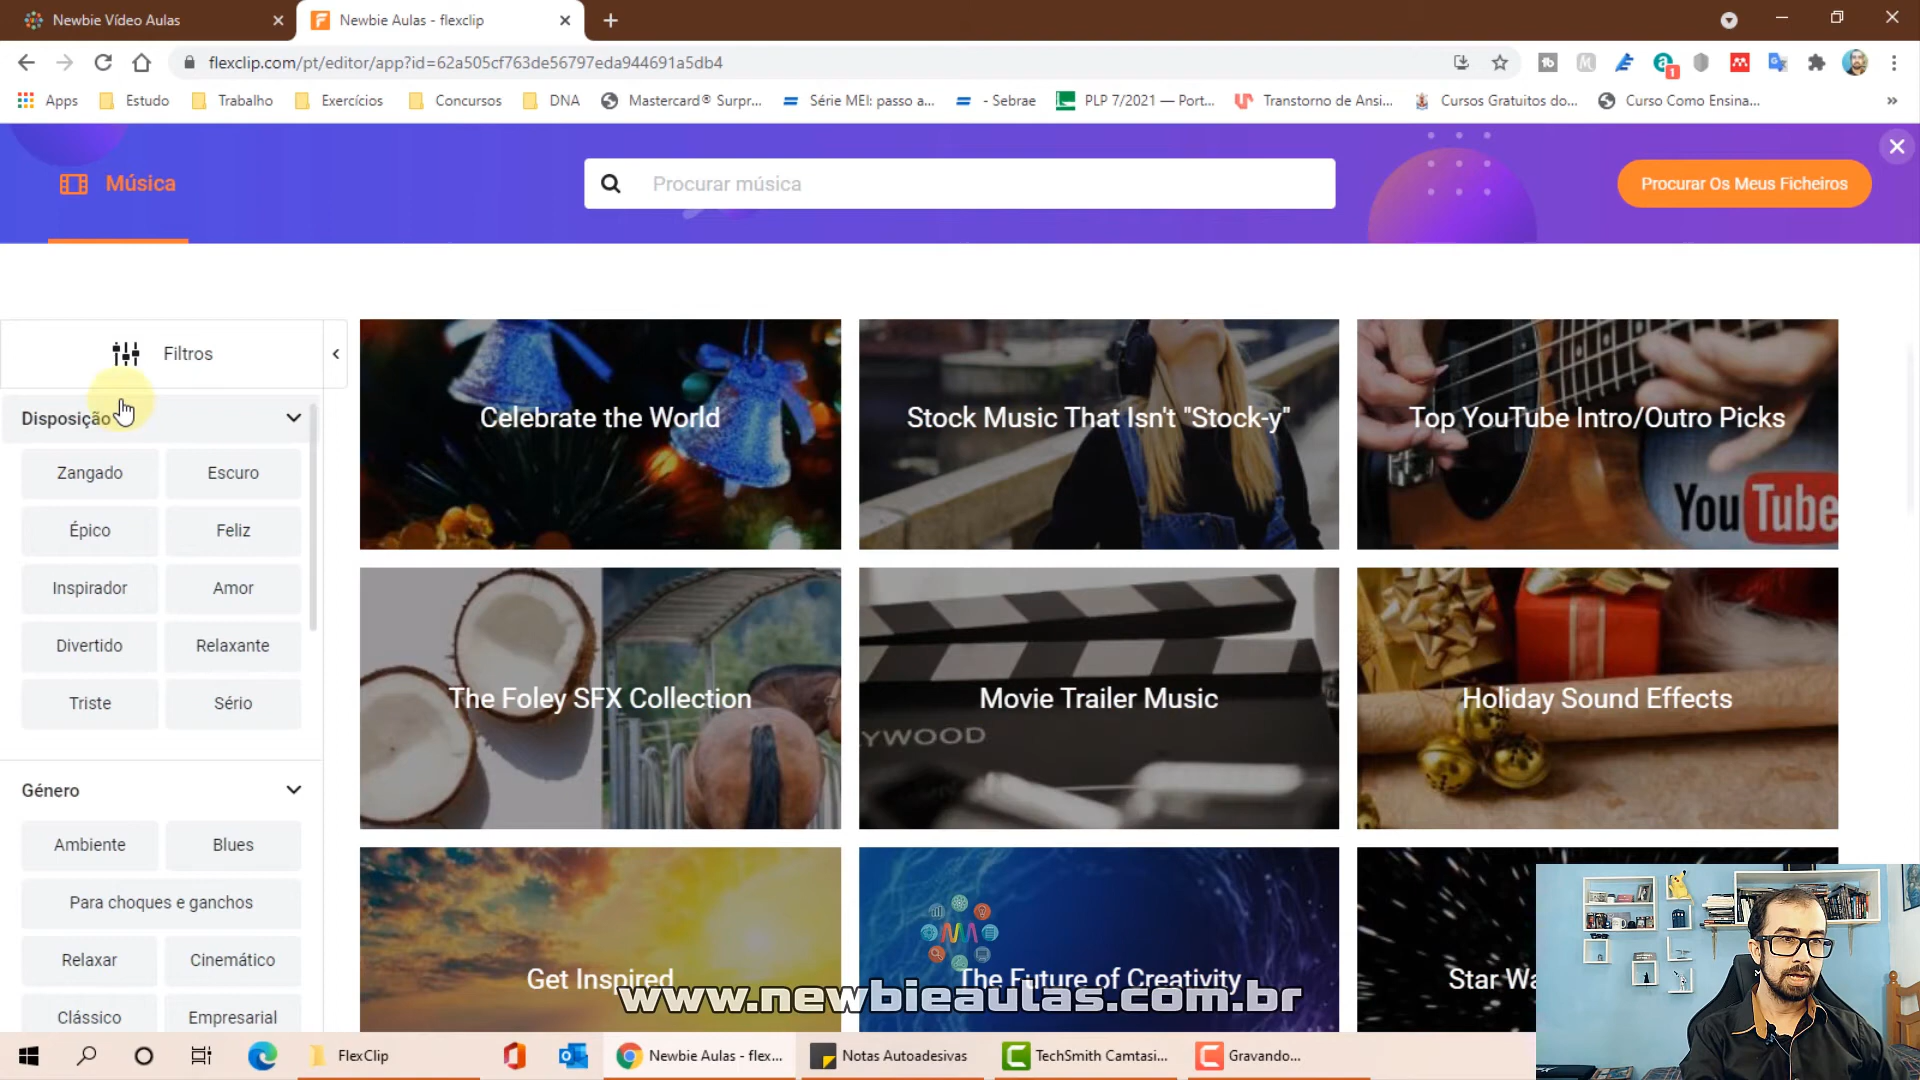 Newbie Vídeo Aulas
Newbie Aulas - flexclip
flexclip.com/pt/editor/app?id=62a505cf763de56797eda944691a5db4
Apps
Estudo
Trabalho
Exercícios
Concursos
DNA
Mastercard® Surpr...
Série MEI: passo a...
- Sebrae
PLP 7/2021 — Port...
Transtorno de Ansi...
Cursos Gratuitos do...
Curso Como Ensina...
»
Música
Procurar música
Procurar Os Meus Ficheiros
Filtros
Disposição
Zangado
Escuro
Épico
Feliz
Inspirador
Amor
Divertido
Relaxante
Triste
Sério
Género
Ambiente
Blues
Para choques e ganchos
Relaxar
Cinemático
Clássico
Empresarial
Celebrate the World
Stock Music That Isn't "Stock-y"
Top YouTube Intro/Outro Picks
YouTube
The Foley SFX Collection
Movie Trailer Music
YWOOD
Holiday Sound Effects
Get Inspired
The Future of Creativity
Star Wa
www.newbieaulas.com.br
FlexClip
Newbie Aulas - flex...
Notas Autoadesivas
TechSmith Camtasi...
Gravando...